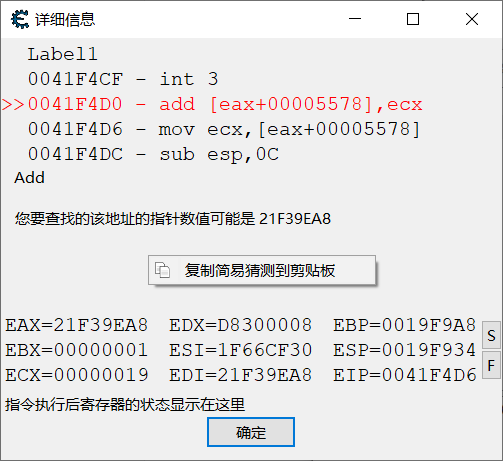 详细信息
Label1
0041F4CF - int 3
>>0041F4D0 - add [eax+00005578],ecx
0041F4D6 - mov ecx,[eax+00005578]
0041F4DC - sub esp,0C
Add
您要查找的该地址的指针数值可能是 21F39EA8
复制简易猜测到剪贴板
EAX=21F39EA8 EDX=D8300008 EBP=0019F9A8
EBX=00000001 ESI=1F66CF30 ESP=0019F934
ECX=00000019 EDI=21F39EA8 EIP=0041F4D6
S
F
指令执行后寄存器的状态显示在这里
确定